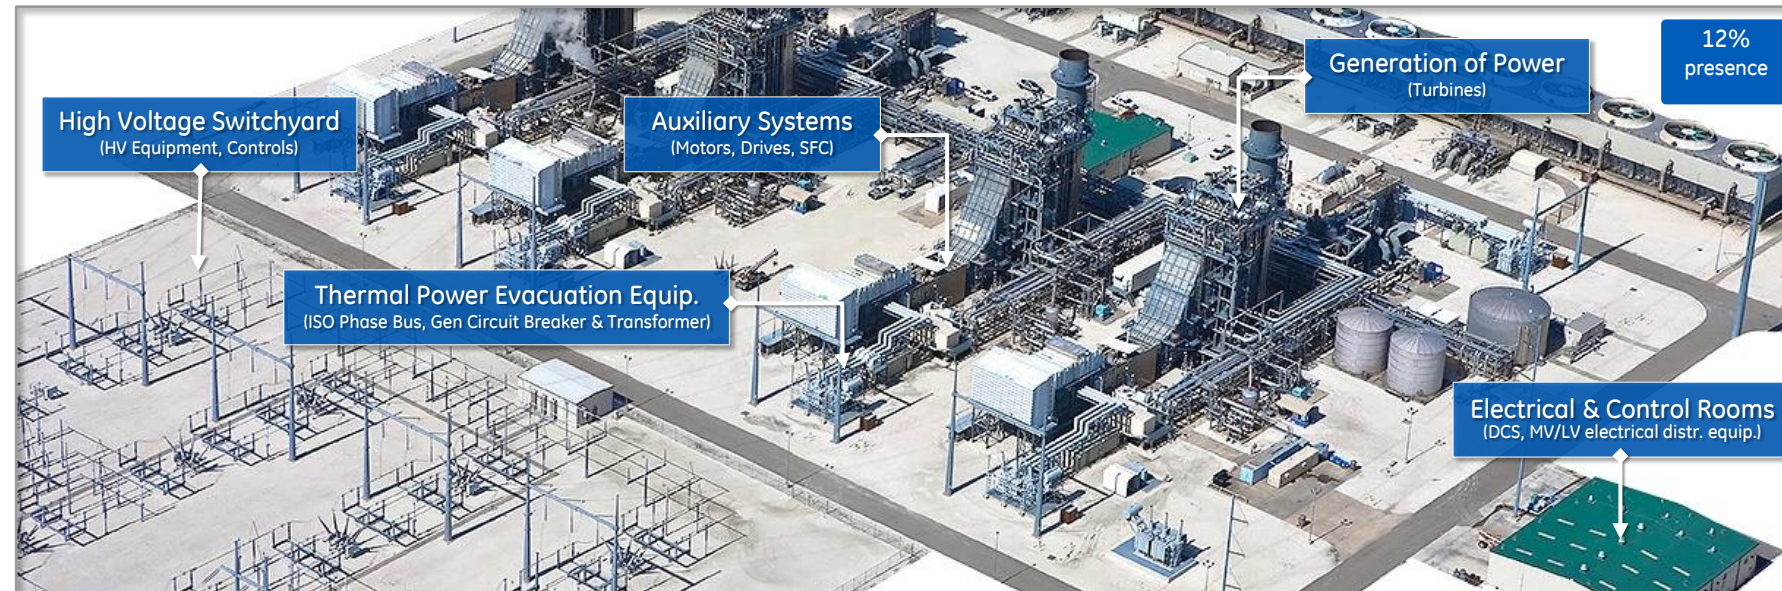 12%
presence
Generation of Power
(Turbines)
High Voltage Switchyard
(HV Equipment, Controls)
Auxiliary Systems
(Motors, Drives, SFC)
Thermal Power Evacuation Equip.
(ISO Phase Bus, Gen Circuit Breaker & Transformer)
Electrical & Control Rooms
(DCS, MV/LV electrical distr. equip.)